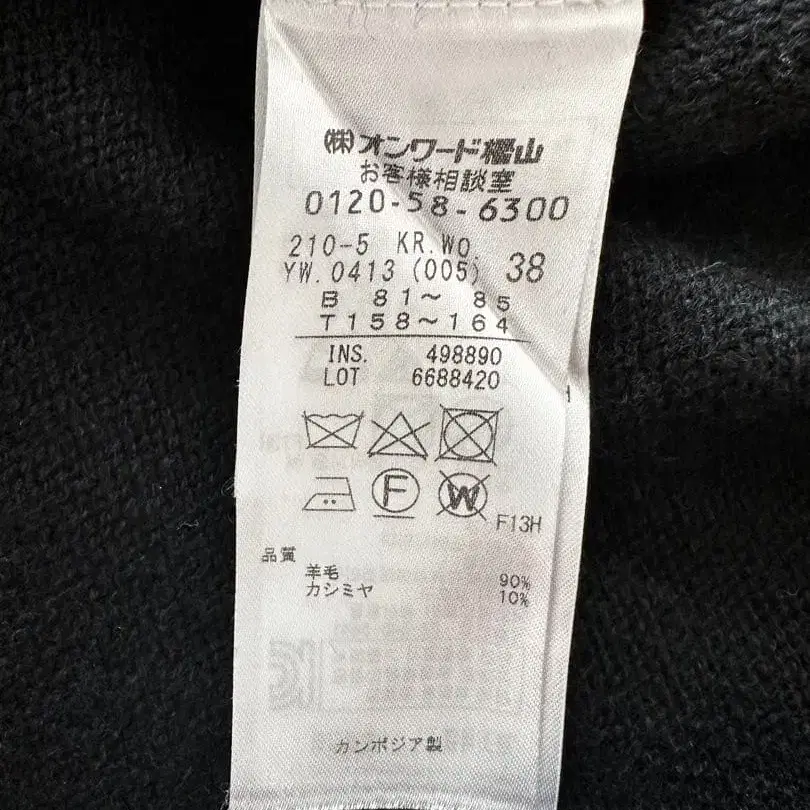 (株)オンワード樫山
お客様相談室
0120-58-6300
210-5 KR.WO.
YW.0413 (005) 38
B 81〜 85
T158〜164
INS. 498890
LOT 6688420
F
W
F13H
品質
羊毛 90%
カシミヤ 10%
カンボジア製